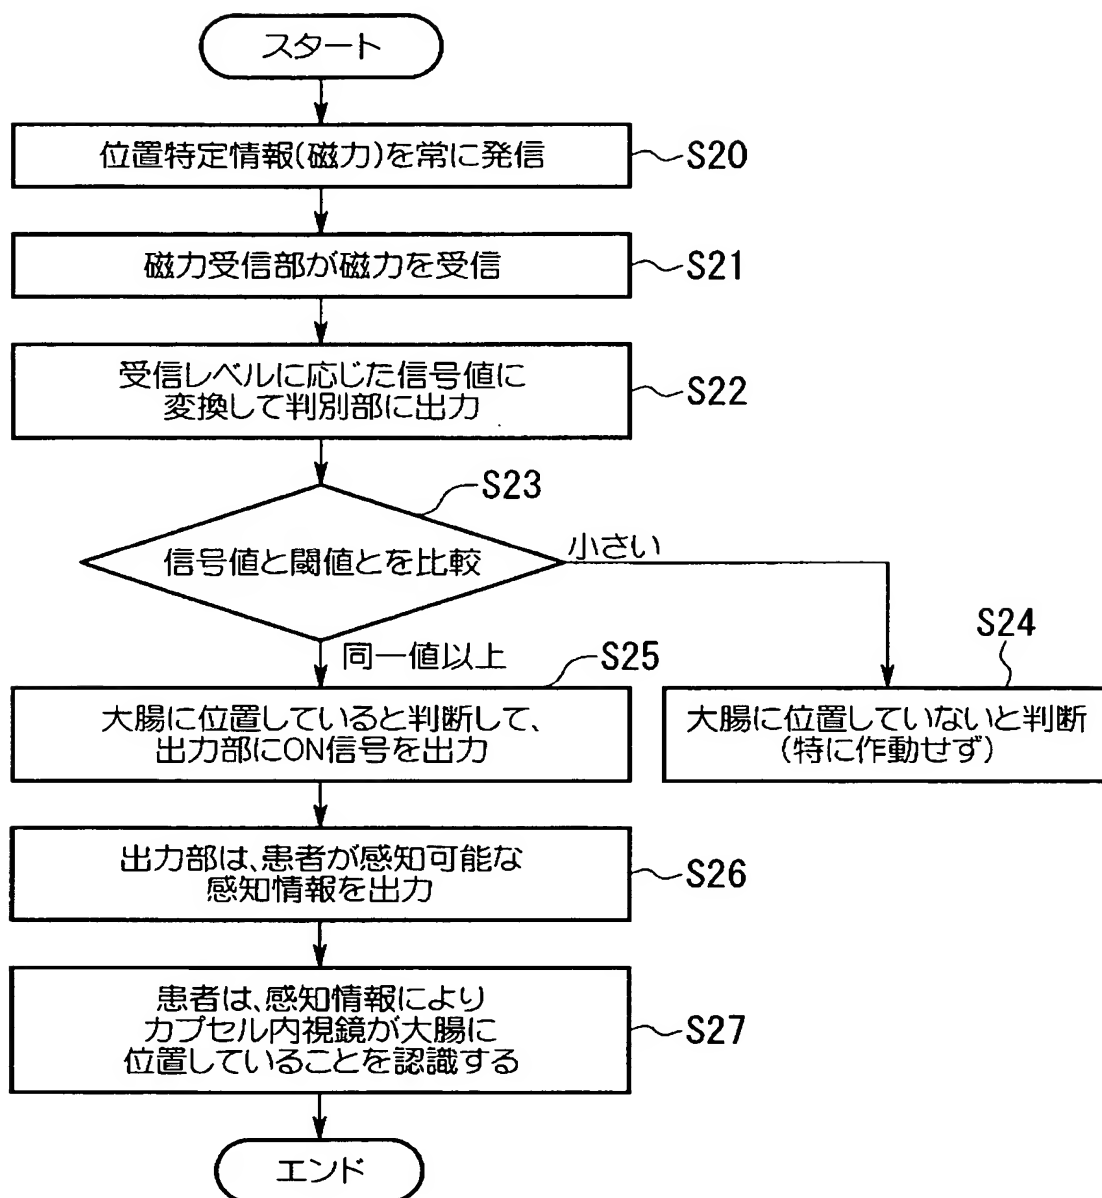 スタート
位置特定情報(磁力)を常に発信
S20
磁力受信部が磁力を受信
S21
受信レベルに応じた信号値に
変換して判別部に出力
S22
S23
信号値と閾値とを比較
小さい
同一値以上
S24
大腸に位置していないと判断
(特に作動せず)
S25
大腸に位置していると判断して、
出力部にON信号を出力
出力部は、患者が感知可能な
感知情報を出力
S26
患者は、感知情報により
カプセル内視鏡が大腸に
位置していることを認識する
S27
エンド